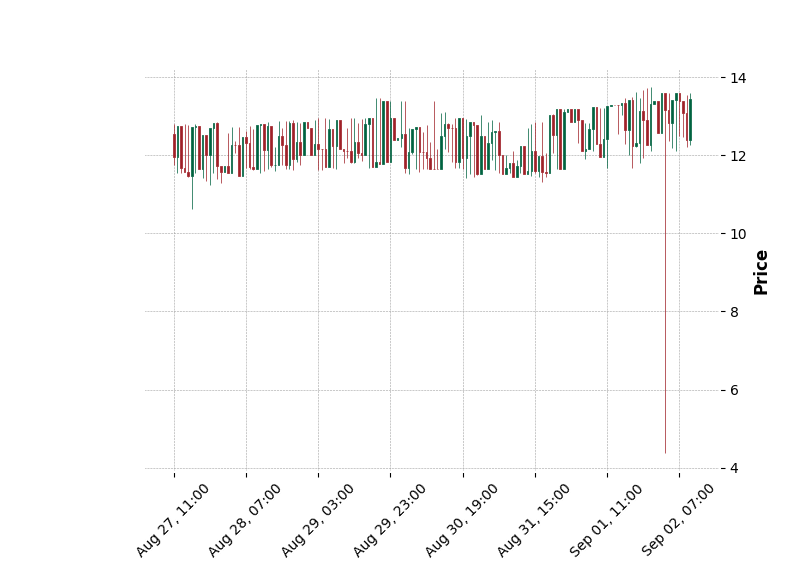 14
12
10
8
6
4
Price
Aug 27, 11:00
Aug 28, 07:00
Aug 29, 03:00
Aug 29, 23:00
Aug 30, 19:00
Aug 31, 15:00
Sep 01, 11:00
Sep 02, 07:00